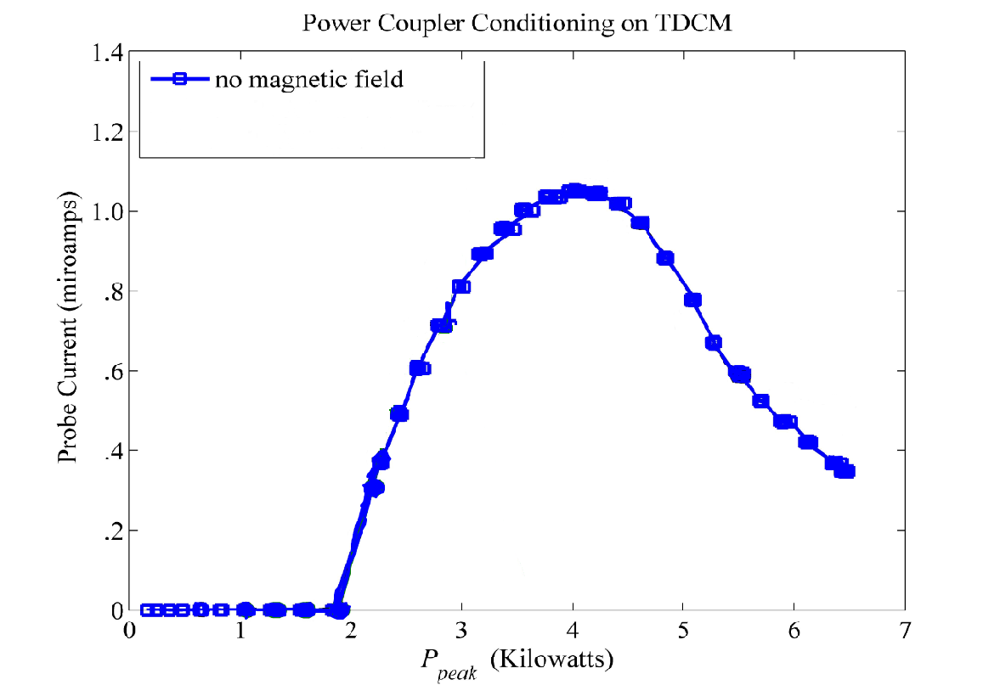 Power Coupler Conditioning on TDCM
no magnetic field
Probe Current (miroamps)
1.4
1.2
1.0
.8
.6
.4
.2
0
0 1 2 3 4 5 6 7
P_peak (Kilowatts)